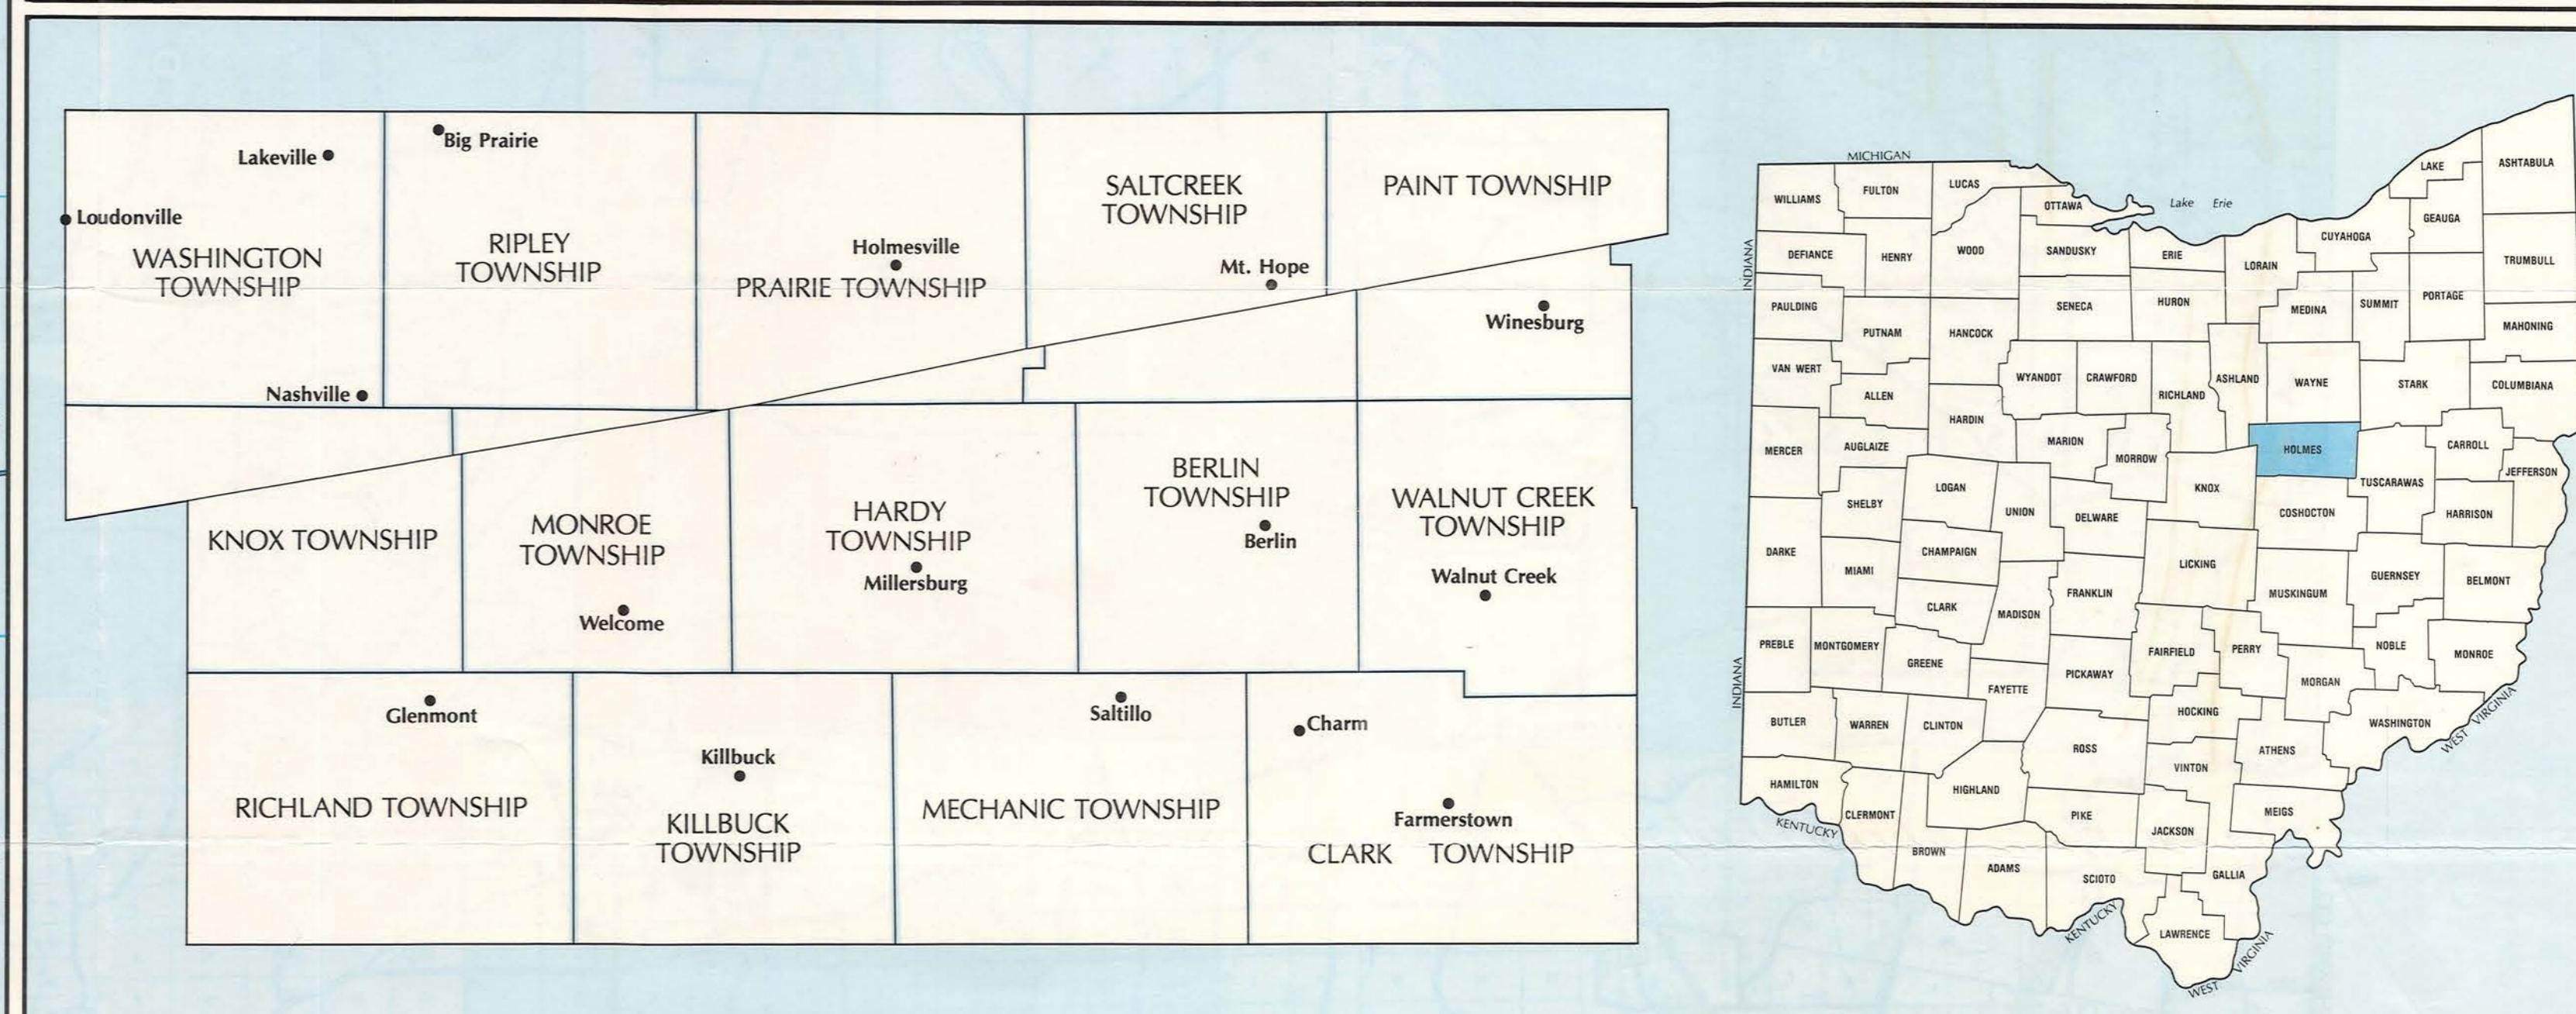 Lakeville
Big Prairie
Loudonville
WASHINGTON
TOWNSHIP
RIPLEY
TOWNSHIP
Holmesville
PRAIRIE TOWNSHIP
SALTCREEK
TOWNSHIP
Mt. Hope
PAINT TOWNSHIP
Winesburg
Nashville
KNOX TOWNSHIP
MONROE
TOWNSHIP
Welcome
HARDY
TOWNSHIP
Millersburg
BERLIN
TOWNSHIP
Berlin
WALNUT CREEK
TOWNSHIP
Walnut Creek
Glenmont
RICHLAND TOWNSHIP
Killbuck
KILLBUCK
TOWNSHIP
Saltillo
MECHANIC TOWNSHIP
Charm
Farmerstown
CLARK TOWNSHIP
MICHIGAN
WILLIAMS
FULTON
LUCAS
OTTAWA
Lake Erie
LAKE
ASHTABULA
GEAUGA
CUYAHOGA
INDIANA
DEFIANCE
HENRY
WOOD
SANDUSKY
ERIE
LORAIN
TRUMBULL
PAULDING
PUTNAM
HANCOCK
SENECA
HURON
MEDINA
SUMMIT
PORTAGE
MAHONING
VAN WERT
ALLEN
WYANDOT
CRAWFORD
RICHLAND
ASHLAND
WAYNE
STARK
COLUMBIANA
HARDIN
MERCER
AUGLAIZE
MARION
MORROW
HOLMES
CARROLL
JEFFERSON
TUSCARAWAS
KNOX
LOGAN
SHELBY
UNION
DELWARE
COSHOCTON
HARRISON
DARKE
CHAMPAIGN
MIAMI
LICKING
GUERNSEY
BELMONT
CLARK
MADISON
FRANKLIN
MUSKINGUM
INDIANA
PREBLE
MONTGOMERY
GREENE
FAIRFIELD
PERRY
NOBLE
MONROE
FAYETTE
PICKAWAY
MORGAN
BUTLER
WARREN
CLINTON
HOCKING
WASHINGTON
WEST VIRGINIA
ROSS
ATHENS
VINTON
HAMILTON
CLERMONT
HIGHLAND
PIKE
JACKSON
MEIGS
KENTUCKY
BROWN
ADAMS
SCIOTO
GALLIA
KENTUCKY
LAWRENCE
WEST VIRGINIA